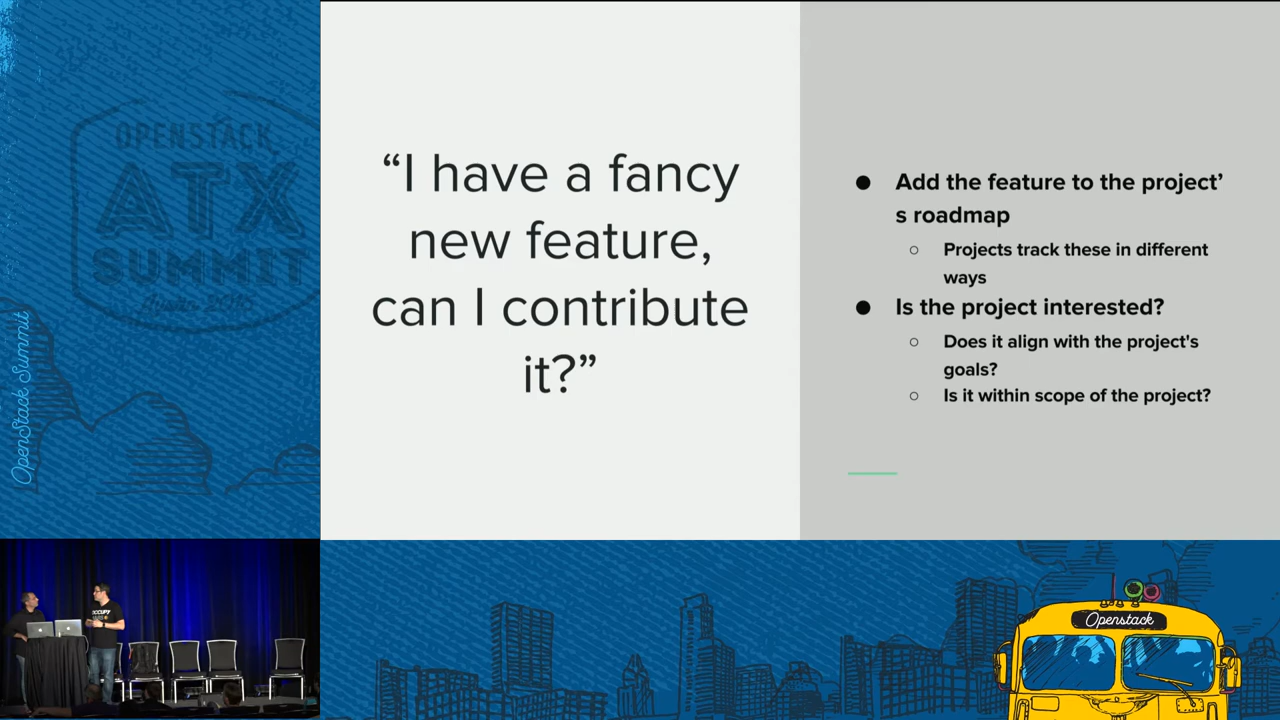 OPENSTACK
ATX
SUMMIT
Austin 2016
OpenStack Summit
“I have a fancy
new feature,
can I contribute
it?”
● Add the feature to the project’
s roadmap
○ Projects track these in different
ways
● Is the project interested?
○ Does it align with the project's
goals?
○ Is it within scope of the project?
OCCUPY
Openstack